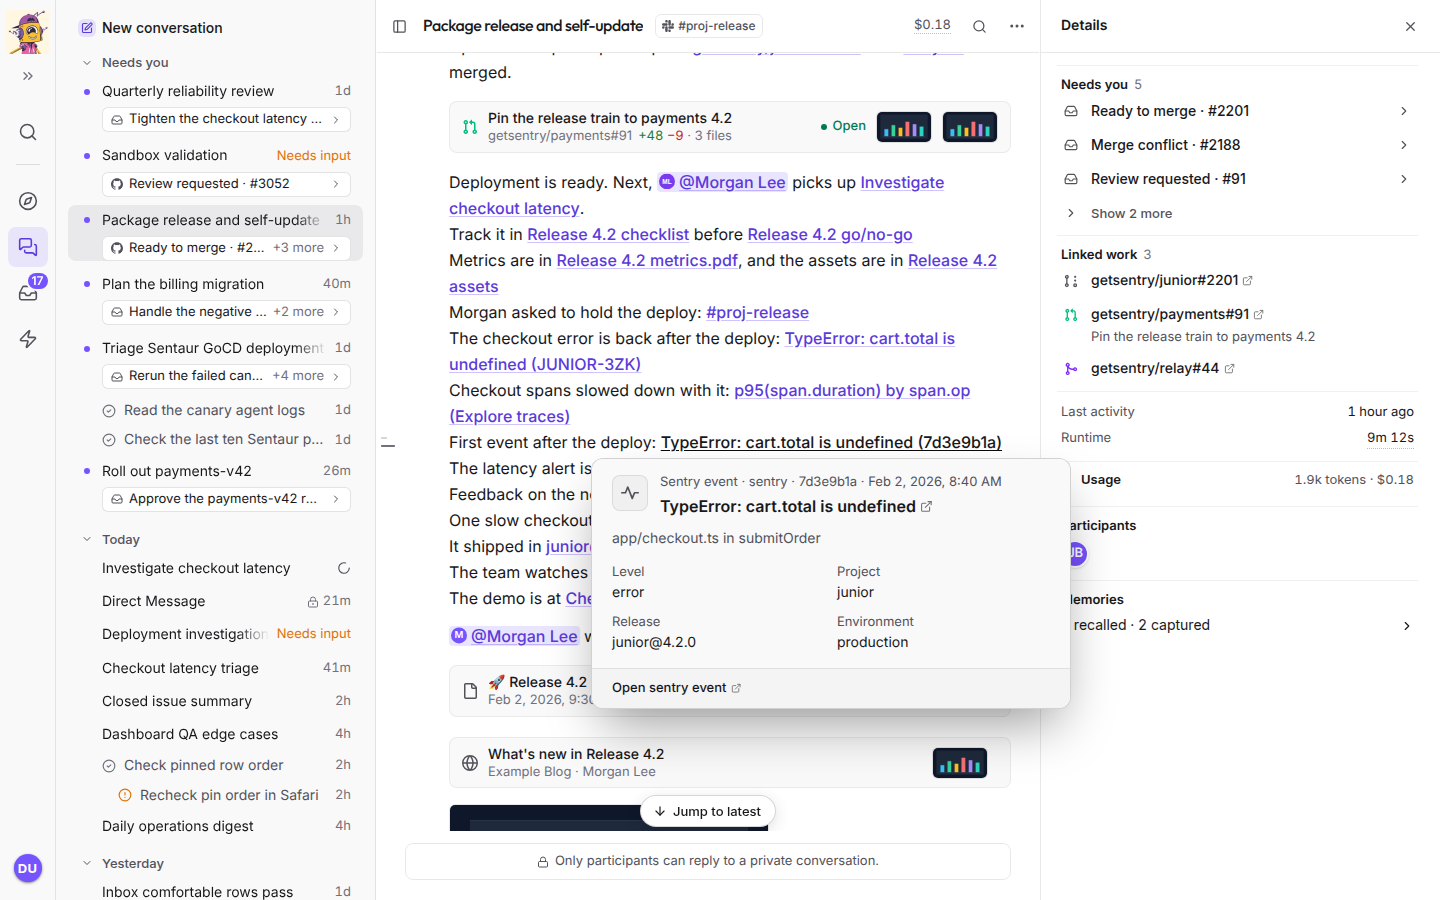 New conversation
Needs you
Quarterly reliability review 1d
Tighten the checkout latency ...
Sandbox validation Needs input
Review requested · #3052
Package release and self-update 1h
Ready to merge · #2... +3 more
17
Plan the billing migration 40m
Handle the negative ... +2 more
Triage Sentaur GoCD deployment 1d
Rerun the failed can... +4 more
Read the canary agent logs 1d
Check the last ten Sentaur p... 1d
Roll out payments-v42 26m
Approve the payments-v42 r...
Today
Investigate checkout latency
Direct Message 21m
Deployment investigation Needs input
Checkout latency triage 41m
Closed issue summary 2h
Dashboard QA edge cases 4h
Check pinned row order 2h
Recheck pin order in Safari 2h
Daily operations digest 4h
Yesterday
Inbox comfortable rows pass 1d
DU
Package release and self-update #proj-release $0.18
merged.
Pin the release train to payments 4.2
getsentry/payments#91 +48 −9 · 3 files
Open
Deployment is ready. Next, ML @Morgan Lee picks up Investigate
checkout latency.
Track it in Release 4.2 checklist before Release 4.2 go/no-go
Metrics are in Release 4.2 metrics.pdf, and the assets are in Release 4.2
assets
Morgan asked to hold the deploy: #proj-release
The checkout error is back after the deploy: TypeError: cart.total is
undefined (JUNIOR-3ZK)
Checkout spans slowed down with it: p95(span.duration) by span.op
(Explore traces)
First event after the deploy: TypeError: cart.total is undefined (7d3e9b1a)
The latency alert is
Feedback on the
One slow checkout
It shipped in junior
The team watches
The demo is at
M @Morgan Lee
Release 4.2
Feb 2, 2026, 9:30
What's new in Release 4.2
Example Blog · Morgan Lee
Jump to latest
Only participants can reply to a private conversation.
Sentry event · sentry · 7d3e9b1a · Feb 2, 2026, 8:40 AM
TypeError: cart.total is undefined
app/checkout.ts in submitOrder
Level Project
error junior
Release Environment
junior@4.2.0 production
Open sentry event
Details
Needs you 5
Ready to merge · #2201
Merge conflict · #2188
Review requested · #91
Show 2 more
Linked work 3
getsentry/junior#2201
getsentry/payments#91
Pin the release train to payments 4.2
getsentry/relay#44
Last activity 1 hour ago
Runtime 9m 12s
Usage 1.9k tokens · $0.18
articipants
JB
emories
recalled · 2 captured